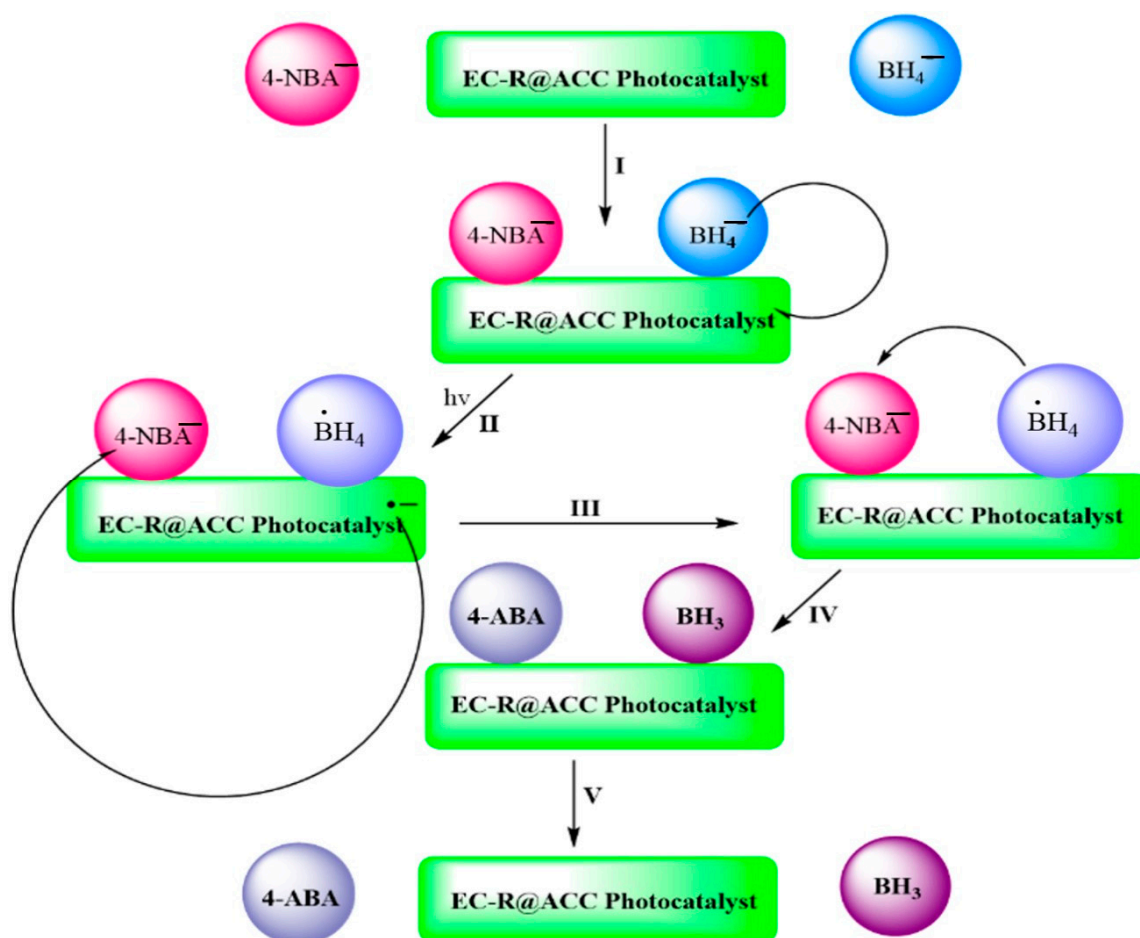 4-NBA‾ EC-R@ACC Photocatalyst BH₄‾
I
4-NBA‾ BH₄‾
EC-R@ACC Photocatalyst
hv
II
4-NBA‾ ḂH₄
EC-R@ACC Photocatalyst •−
III
4-NBA‾ ḂH₄
EC-R@ACC Photocatalyst
IV
4-ABA BH₃
EC-R@ACC Photocatalyst
V
4-ABA EC-R@ACC Photocatalyst BH₃